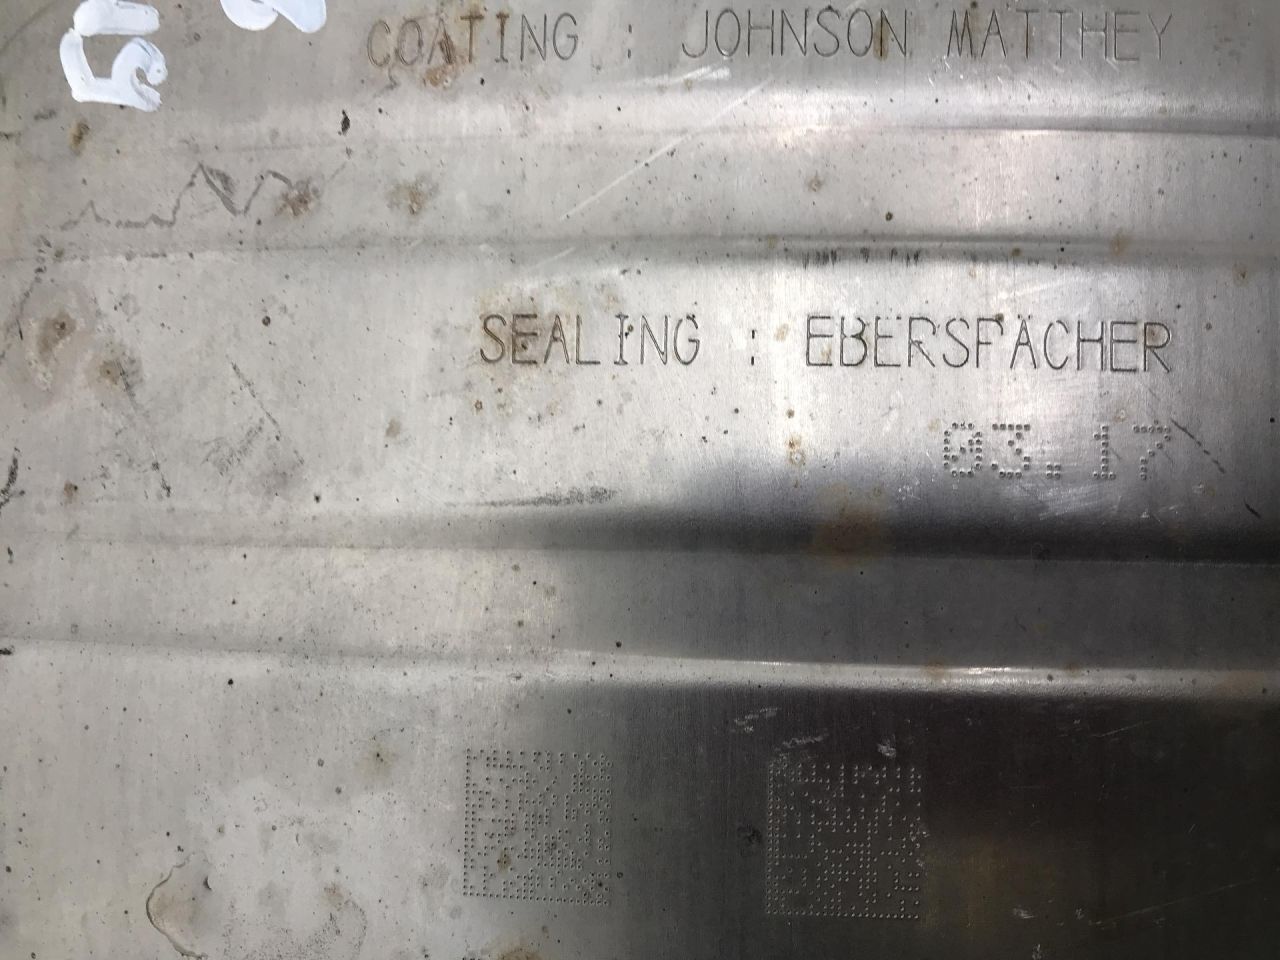 COATING : JOHNSON MATTHEY
SEALING : EBERSPÄCHER
03.17